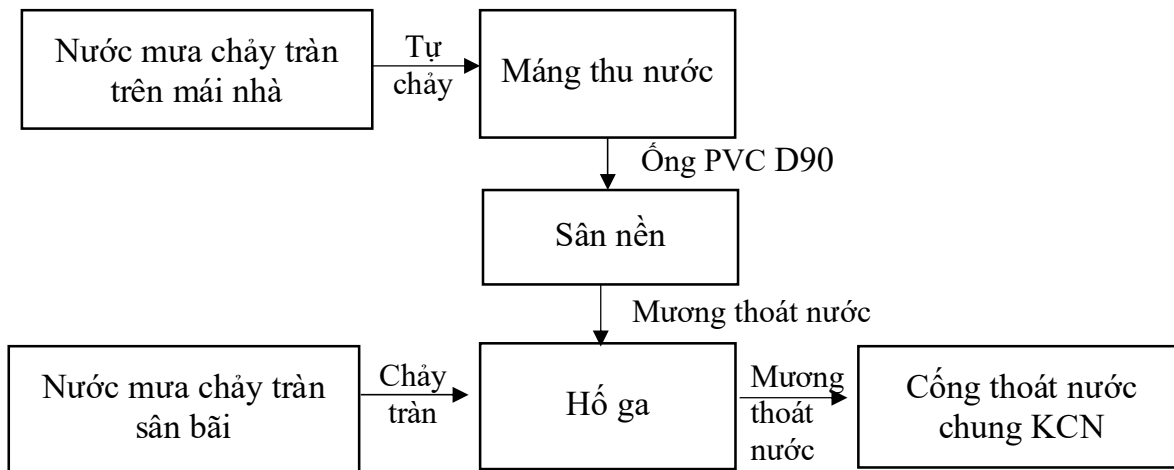 Nước mưa chảy tràn
trên mái nhà
Tự
chảy
Máng thu nước
Ống PVC D90
Sân nền
Mương thoát nước
Nước mưa chảy tràn
sân bãi
Chảy
tràn
Hố ga
Mương
thoát
nước
Cống thoát nước
chung KCN